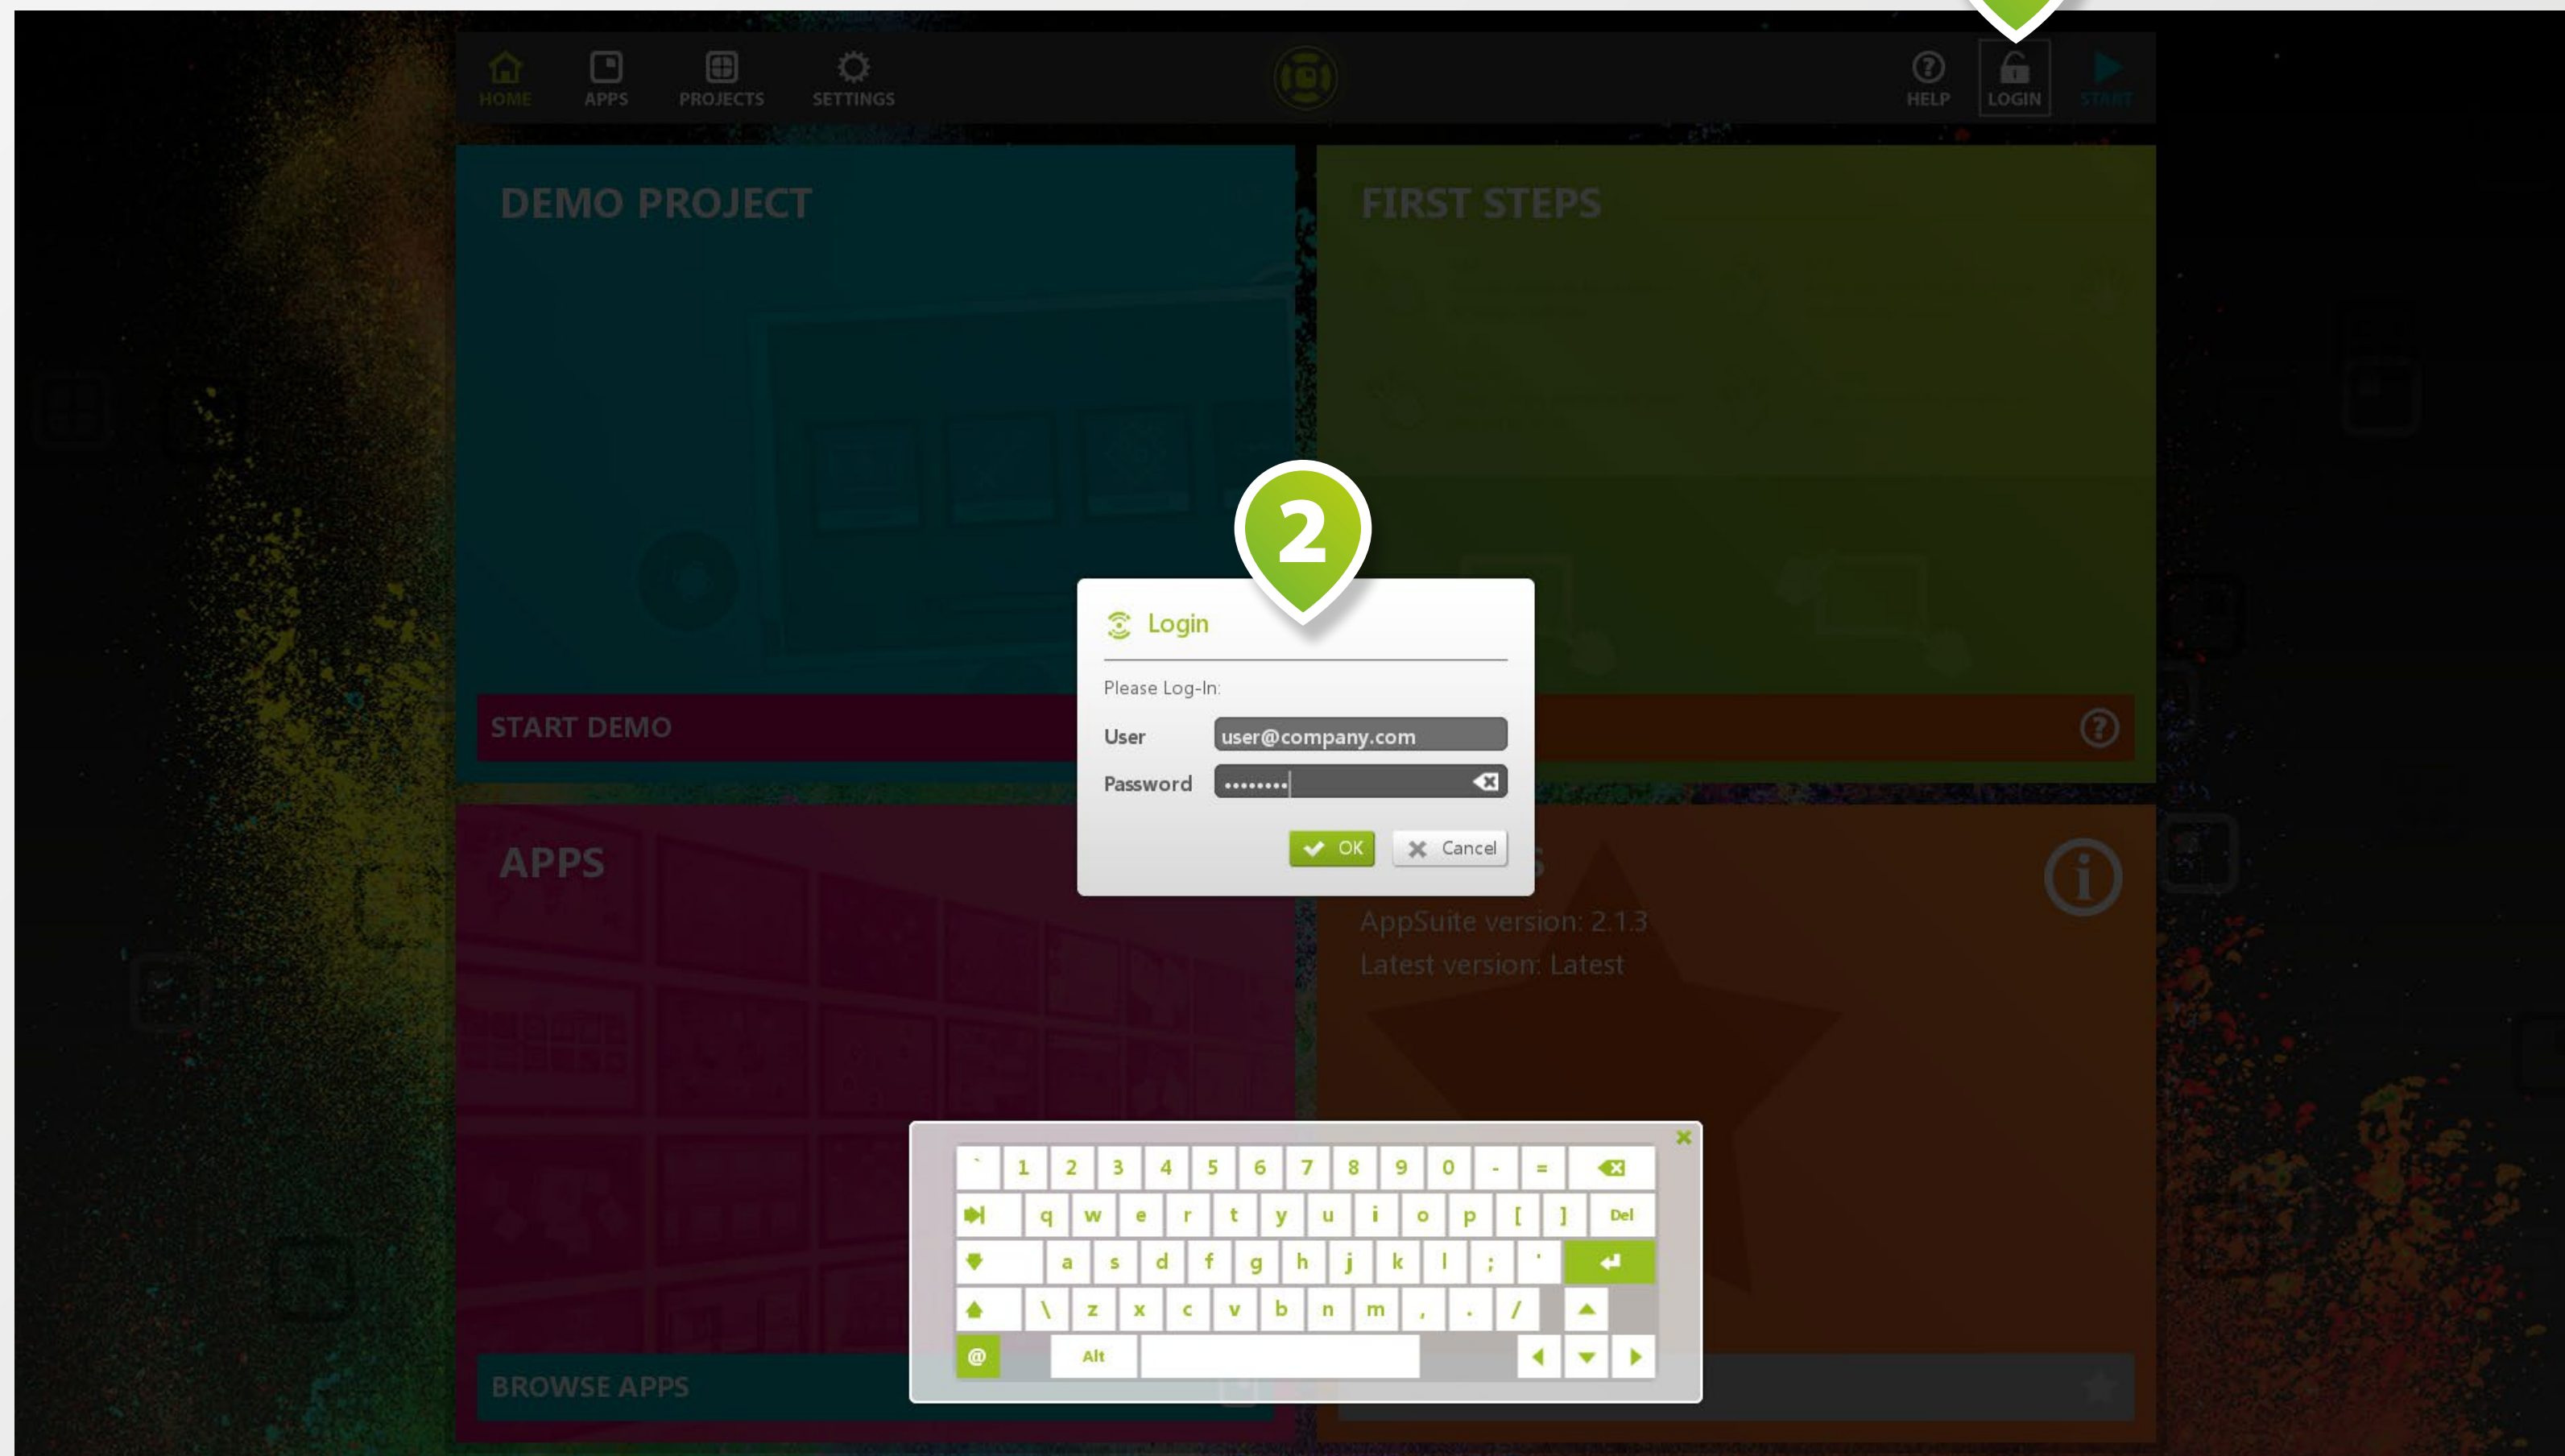 HOME APPS PROJECTS SETTINGS HELP LOGIN START
DEMO PROJECT
FIRST STEPS
2
Login
Please Log-In:
User user@company.com
Password ••••••••
OK Cancel
START DEMO
APPS
S
AppSuite version: 2.1.3
Latest version: Latest
` 1 2 3 4 5 6 7 8 9 0 - =
q w e r t y u i o p [ ] Del
a s d f g h j k l ; '
\ z x c v b n m , . /
@ Alt
BROWSE APPS